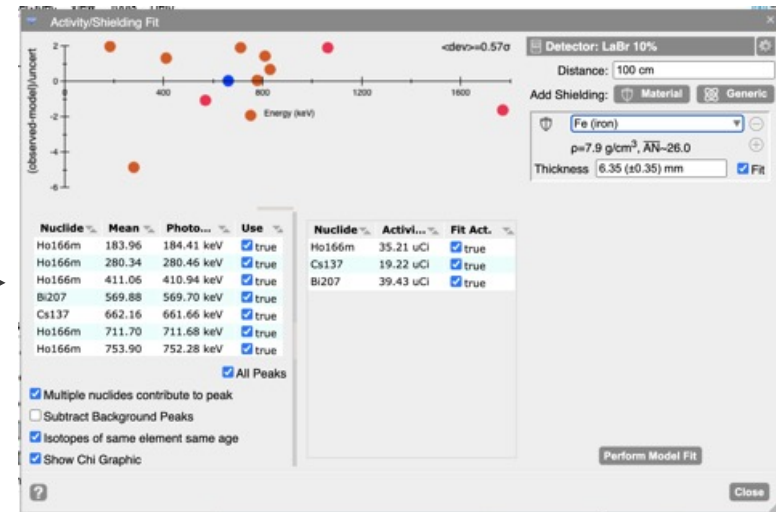 Activity/Shielding Fit
<dev>=0.57σ
2
0
-2
-4
-6
0
400
800
1200
1600
Energy (keV)
(observed-model)/uncert
Detector: LaBr 10%
Distance: 100 cm
Add Shielding: Material Generic
Fe (iron)
ρ=7.9 g/cm³, AN~26.0
Thickness 6.35 (±0.35) mm Fit
Nuclide Mean Photo... Use
Ho166m 183.96 184.41 keV true
Ho166m 280.34 280.46 keV true
Ho166m 411.06 410.94 keV true
Bi207 569.88 569.70 keV true
Cs137 662.16 661.66 keV true
Ho166m 711.70 711.68 keV true
Ho166m 753.90 752.28 keV true
All Peaks
Multiple nuclides contribute to peak
Subtract Background Peaks
Isotopes of same element same age
Show Chi Graphic
Nuclide Activi... Fit Act.
Ho166m 35.21 uCi true
Cs137 19.22 uCi true
Bi207 39.43 uCi true
Perform Model Fit
?
Close